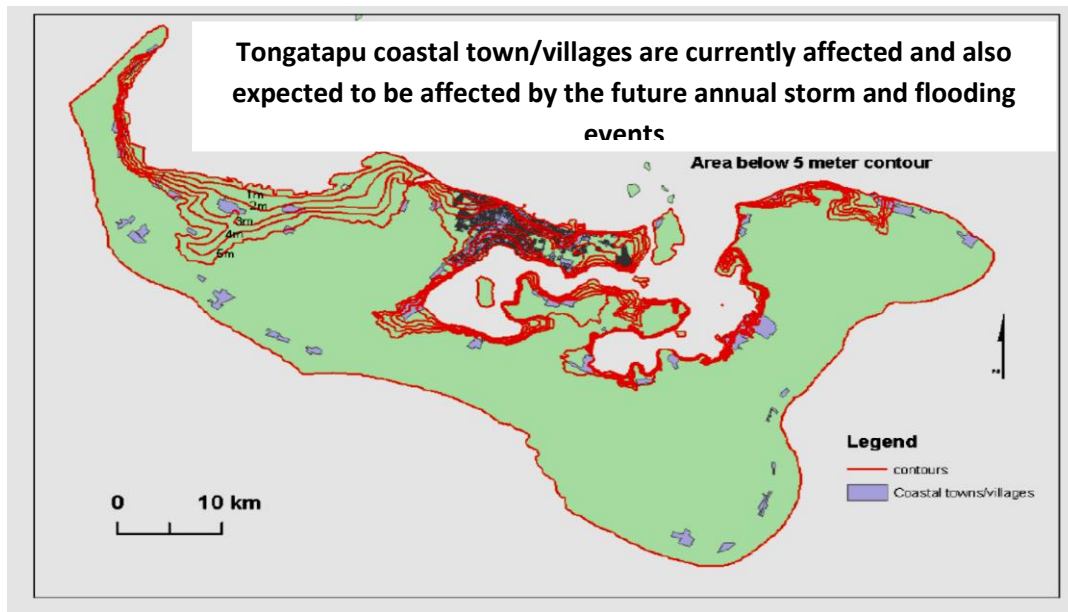 Tongatapu coastal town/villages are currently affected and also
expected to be affected by the future annual storm and flooding
events
Area below 5 meter contour
1m
2m
3m
4m
5m
Legend
contours
Coastal towns/villages
0 10 km
N